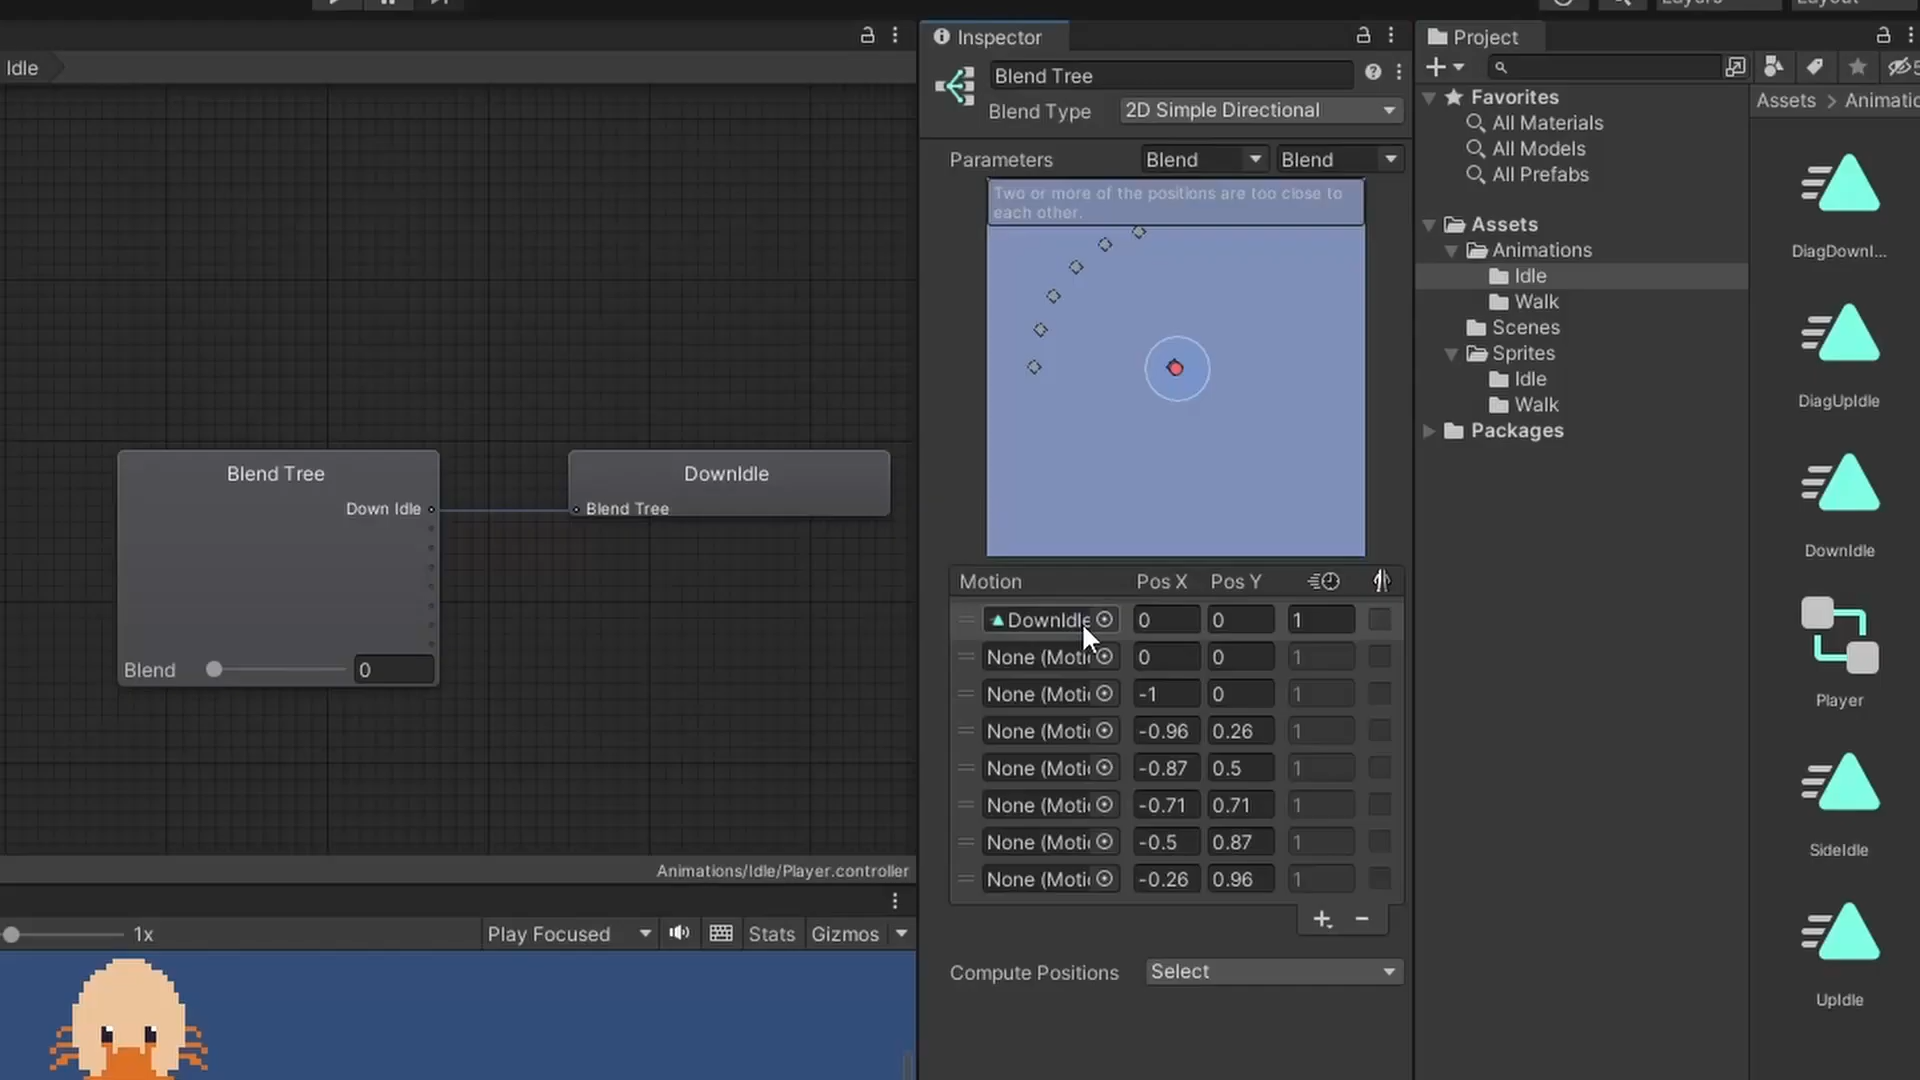 Layers
Layout
Idle
Inspector
Blend Tree
Blend Type
2D Simple Directional
Parameters
Blend
Blend
Two or more of the positions are too close to
each other.
Blend Tree
Down Idle
Blend
0
DownIdle
Blend Tree
Animations/Idle/Player.controller
Motion
Pos X
Pos Y
DownIdle 0 0 1
None (Moti 0 0 1
None (Moti -1 0 1
None (Moti -0.96 0.26 1
None (Moti -0.87 0.5 1
None (Moti -0.71 0.71 1
None (Moti -0.5 0.87 1
None (Moti -0.26 0.96 1
+ −
Compute Positions
Select
1x
Play Focused
Stats
Gizmos
Project
5
Favorites
All Materials
All Models
All Prefabs
Assets
Animations
Idle
Walk
Scenes
Sprites
Idle
Walk
Packages
Assets > Animatio
DiagDownI...
DiagUpIdle
DownIdle
Player
SideIdle
UpIdle